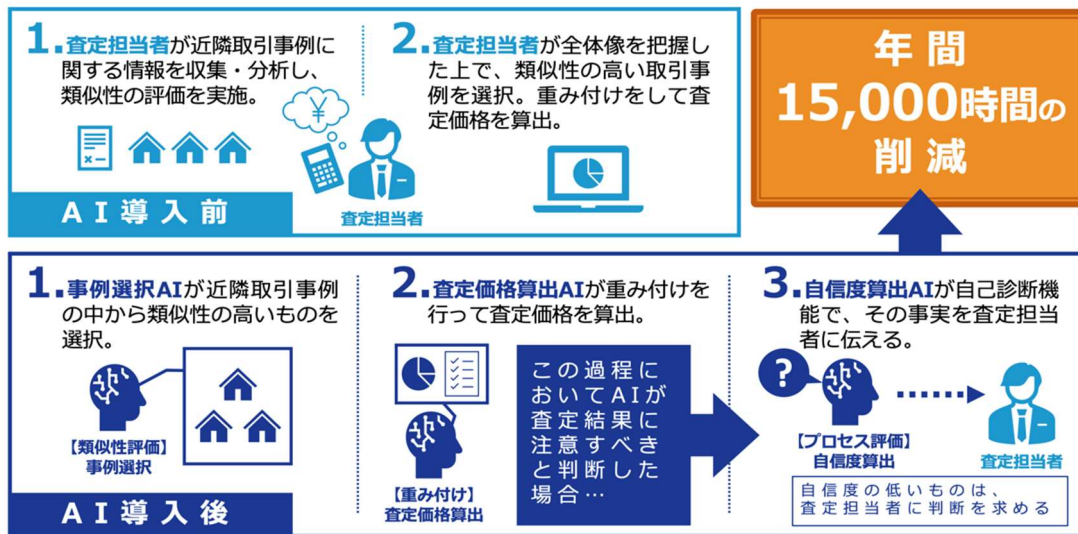 1.査定担当者が近隣取引事例に
関する情報を収集・分析し、
類似性の評価を実施。
2.査定担当者が全体像を把握し
た上で、類似性の高い取引事
例を選択。重み付けをして査
定価格を算出。
¥
査定担当者
AI導入前
年間
15,000時間の
削減
1.事例選択AIが近隣取引事例
の中から類似性の高いものを
選択。
【類似性評価】
事例選択
2.査定価格算出AIが重み付けを
行って査定価格を算出。
【重み付け】
査定価格算出
この過程に
おいてAIが
査定結果に
注意すべき
と判断した
場合…
3.自信度算出AIが自己診断機
能で、その事実を査定担当
者に伝える。
?
【プロセス評価】
自信度算出
査定担当者
自信度の低いものは、
査定担当者に判断を求める
AI導入後